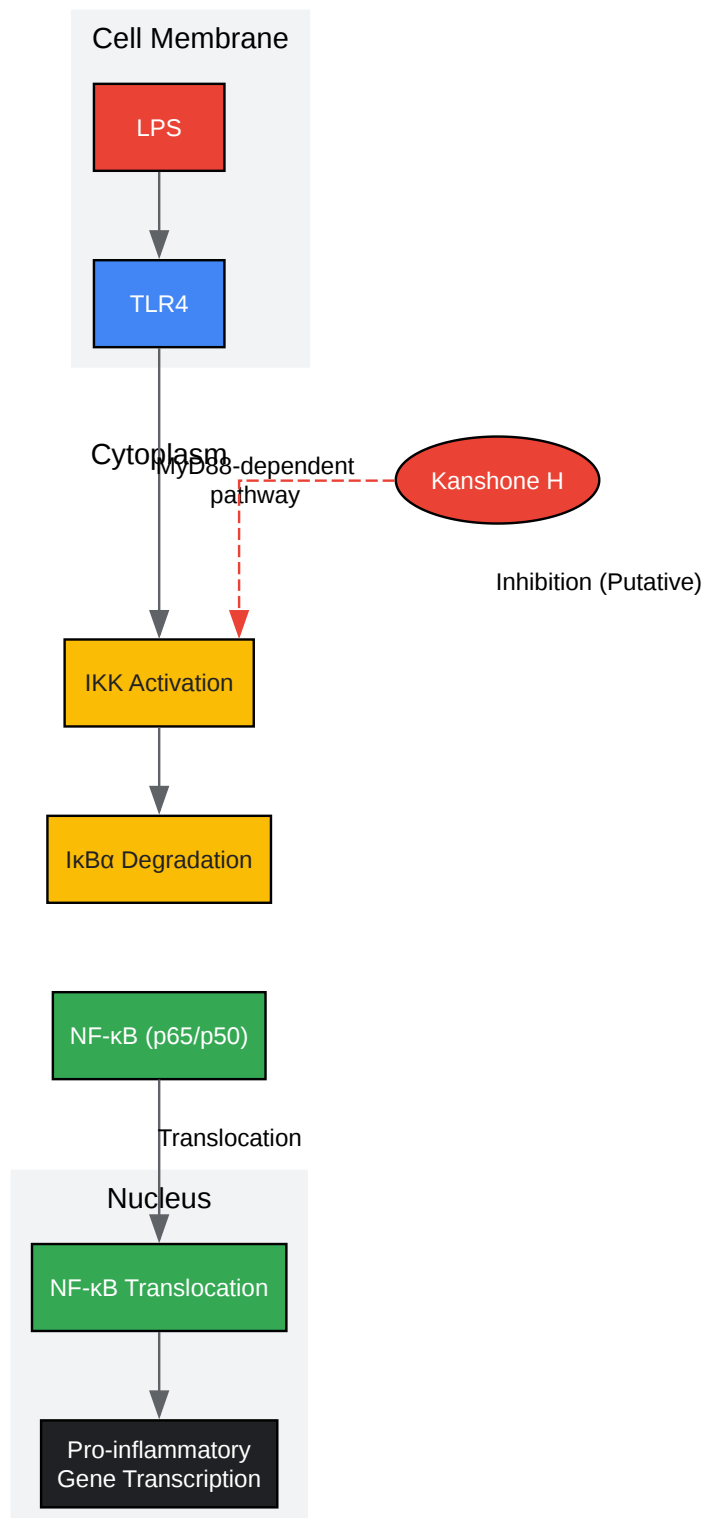 Cell Membrane
LPS
TLR4
Cytoplasm
MyD88-dependent
pathway
Kanshone H
Inhibition (Putative)
IKK Activation
IκBα Degradation
NF-κB (p65/p50)
Translocation
Nucleus
NF-κB Translocation
Pro-inflammatory
Gene Transcription